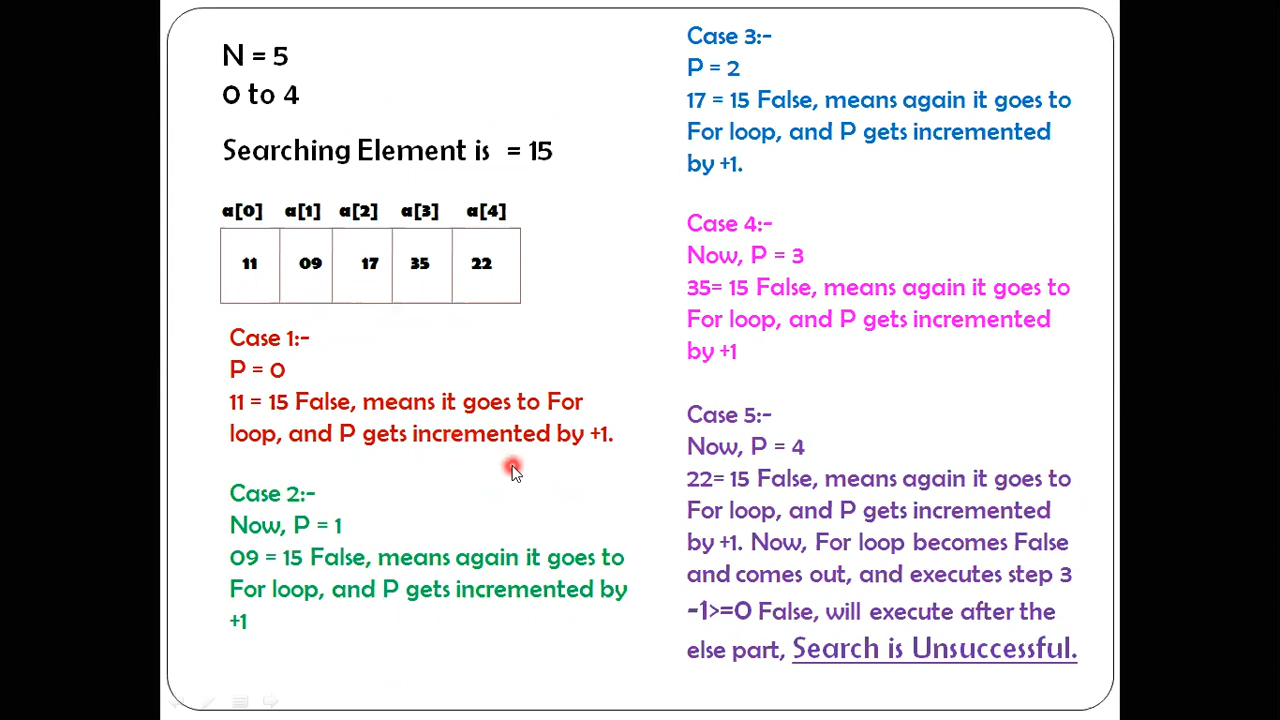 N = 5
0 to 4
Searching Element is = 15
a[0] a[1] a[2] a[3] a[4]
11 09 17 35 22
Case 1:-
P = 0
11 = 15 False, means it goes to For
loop, and P gets incremented by +1.
Case 2:-
Now, P = 1
09 = 15 False, means again it goes to
For loop, and P gets incremented by
+1
Case 3:-
P = 2
17 = 15 False, means again it goes to
For loop, and P gets incremented
by +1.
Case 4:-
Now, P = 3
35= 15 False, means again it goes to
For loop, and P gets incremented
by +1
Case 5:-
Now, P = 4
22= 15 False, means again it goes to
For loop, and P gets incremented
by +1. Now, For loop becomes False
and comes out, and executes step 3
-1>=0 False, will execute after the
else part, Search is Unsuccessful.